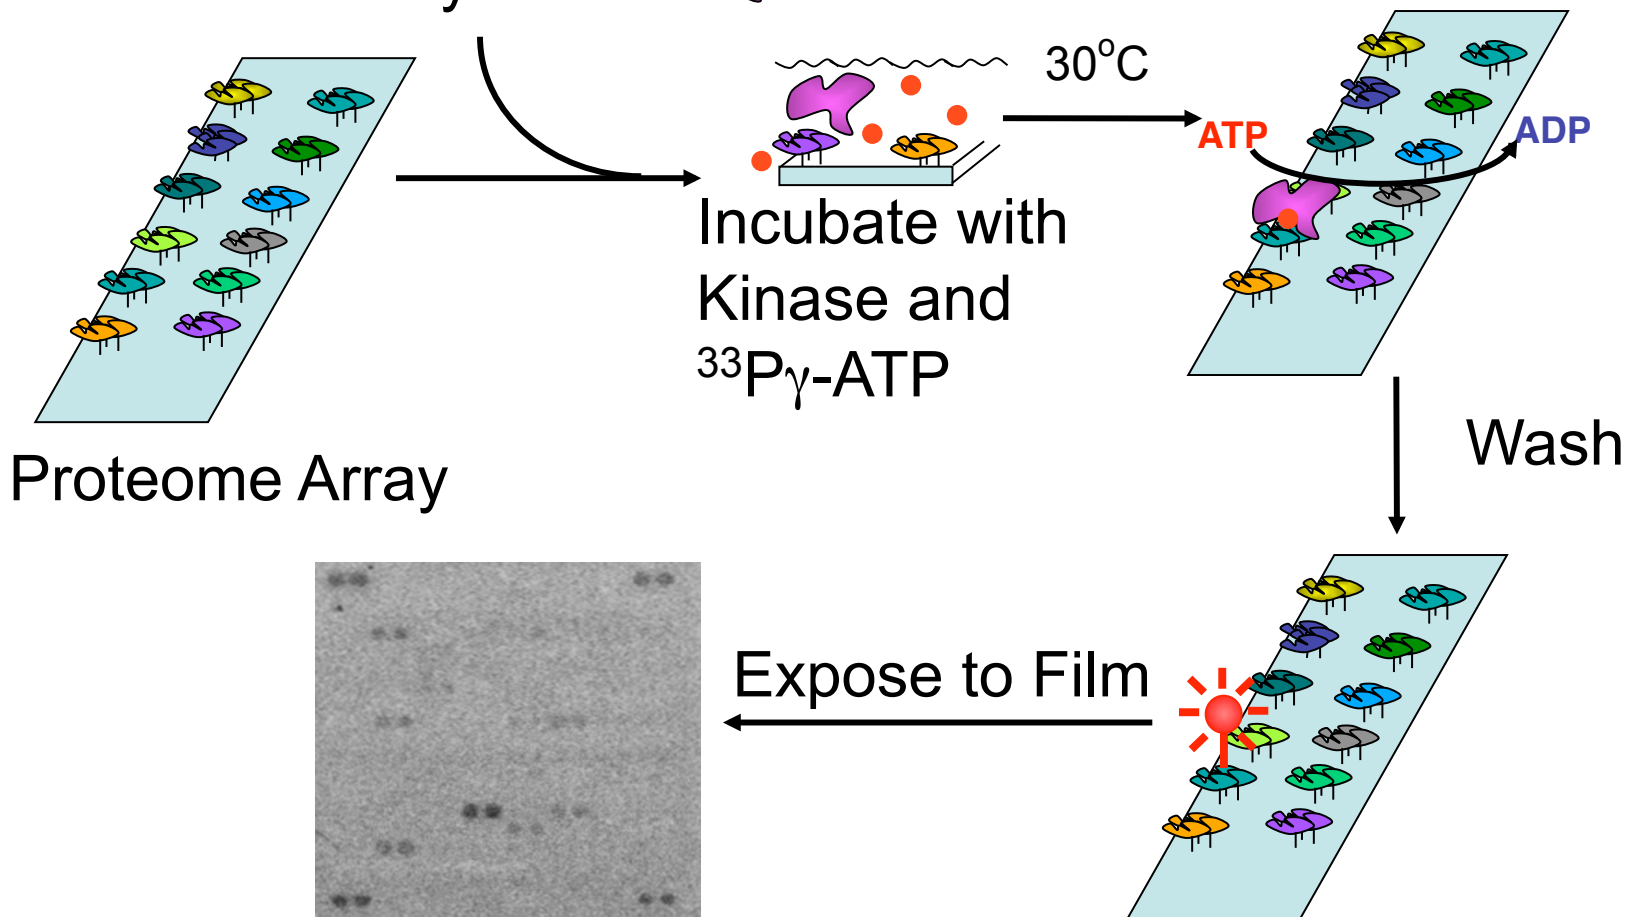 30°C
ATP
ADP
Incubate with
Kinase and
³³Pγ-ATP
Wash
Proteome Array
Expose to Film